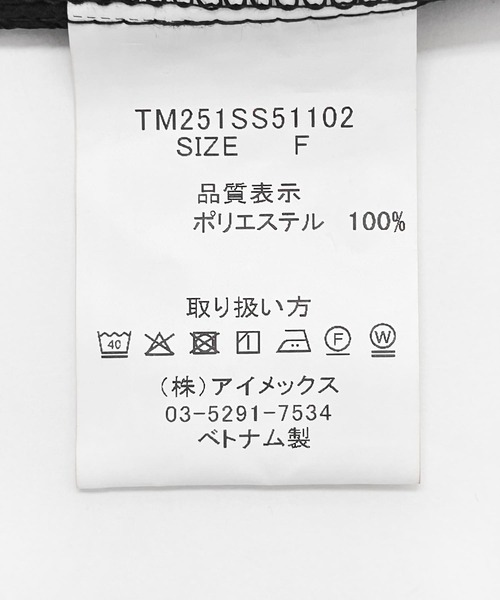 TM251SS51102
SIZE F
品質表示
ポリエステル 100%
取り扱い方
40 F W
(株)アイメックス
03-5291-7534
ベトナム製